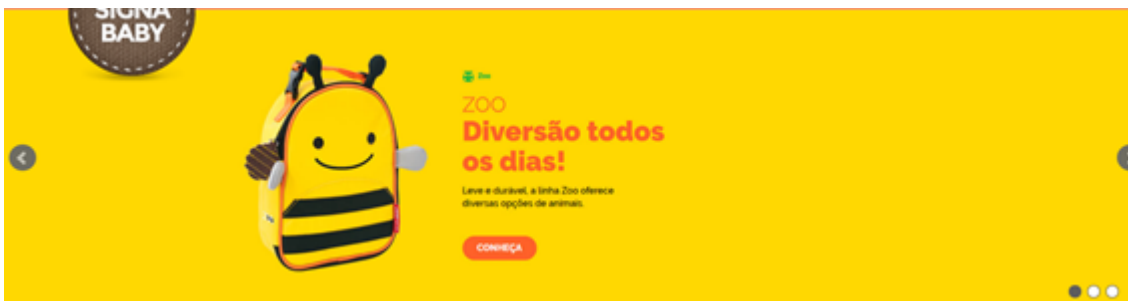 SIGNA
BABY
Zoo
ZOO
Diversão todos
os dias!
Leve e durável, a linha Zoo oferece
diversas opções de animais.
CONHEÇA